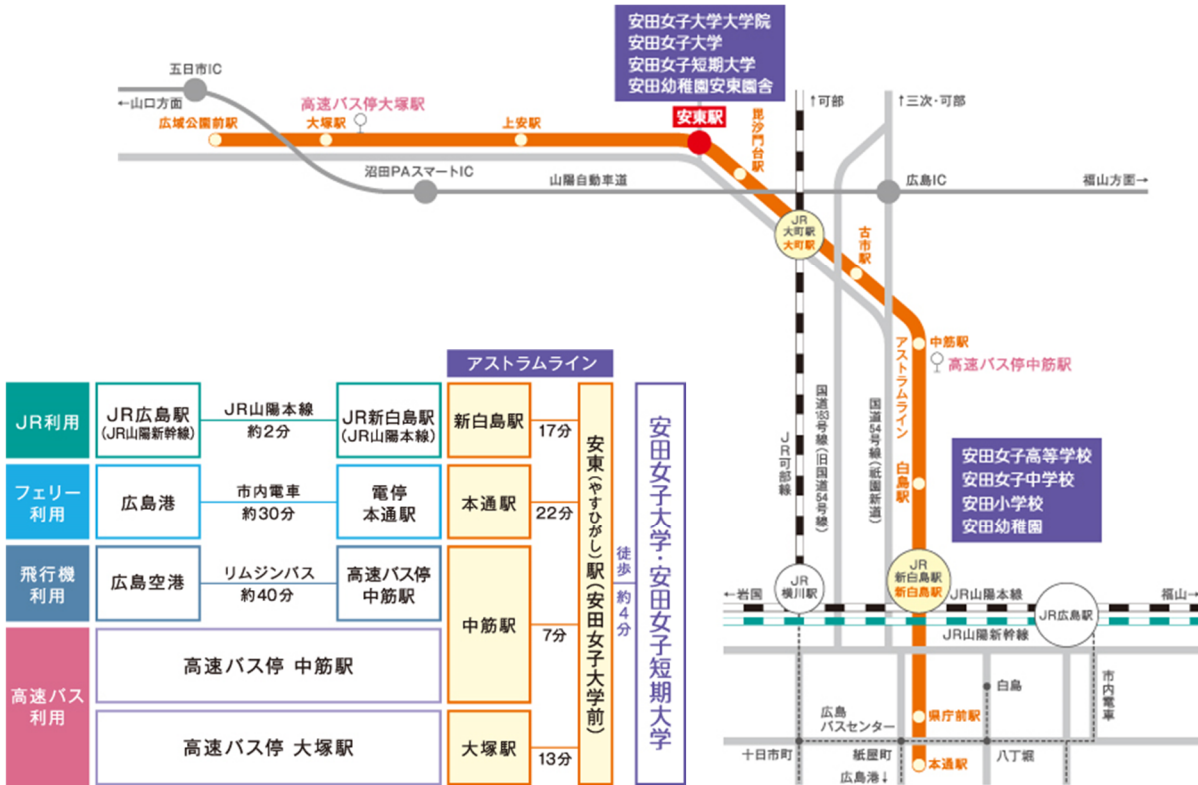 安田女子大学大学院
安田女子大学
安田女子短期大学
安田幼稚園安東園舎
五日市IC
←山口方面
高速バス停大塚駅
広域公園前駅
大塚駅
上安駅
安東駅
毘沙門台駅
↑可部
↑三次・可部
沼田PAスマートIC
山陽自動車道
広島IC
福山方面→
JR
大町駅
大町駅
古市駅
中筋駅
高速バス停中筋駅
アストラムライン
白島駅
国道183号線(旧国道54号線)
国道54号線(祇園新道)
JR可部線
安田女子高等学校
安田女子中学校
安田小学校
安田幼稚園
JR
横川駅
JR
新白島駅
新白島駅
←岩国
JR山陽本線
福山→
JR広島駅
JR山陽新幹線
白島
市内電車
広島
バスセンター
県庁前駅
十日市町
紙屋町
八丁堀
広島港↓
本通駅
アストラムライン
JR利用
JR広島駅
(JR山陽新幹線)
JR山陽本線
約2分
JR新白島駅
(JR山陽本線)
新白島駅
17分
フェリー
利用
広島港
市内電車
約30分
電停
本通駅
本通駅
22分
飛行機
利用
広島空港
リムジンバス
約40分
高速バス停
中筋駅
中筋駅
7分
高速バス
利用
高速バス停 中筋駅
高速バス停 大塚駅
大塚駅
13分
安東(やすひがし)駅(安田女子大学前)
徒歩 約4分
安田女子大学・安田女子短期大学